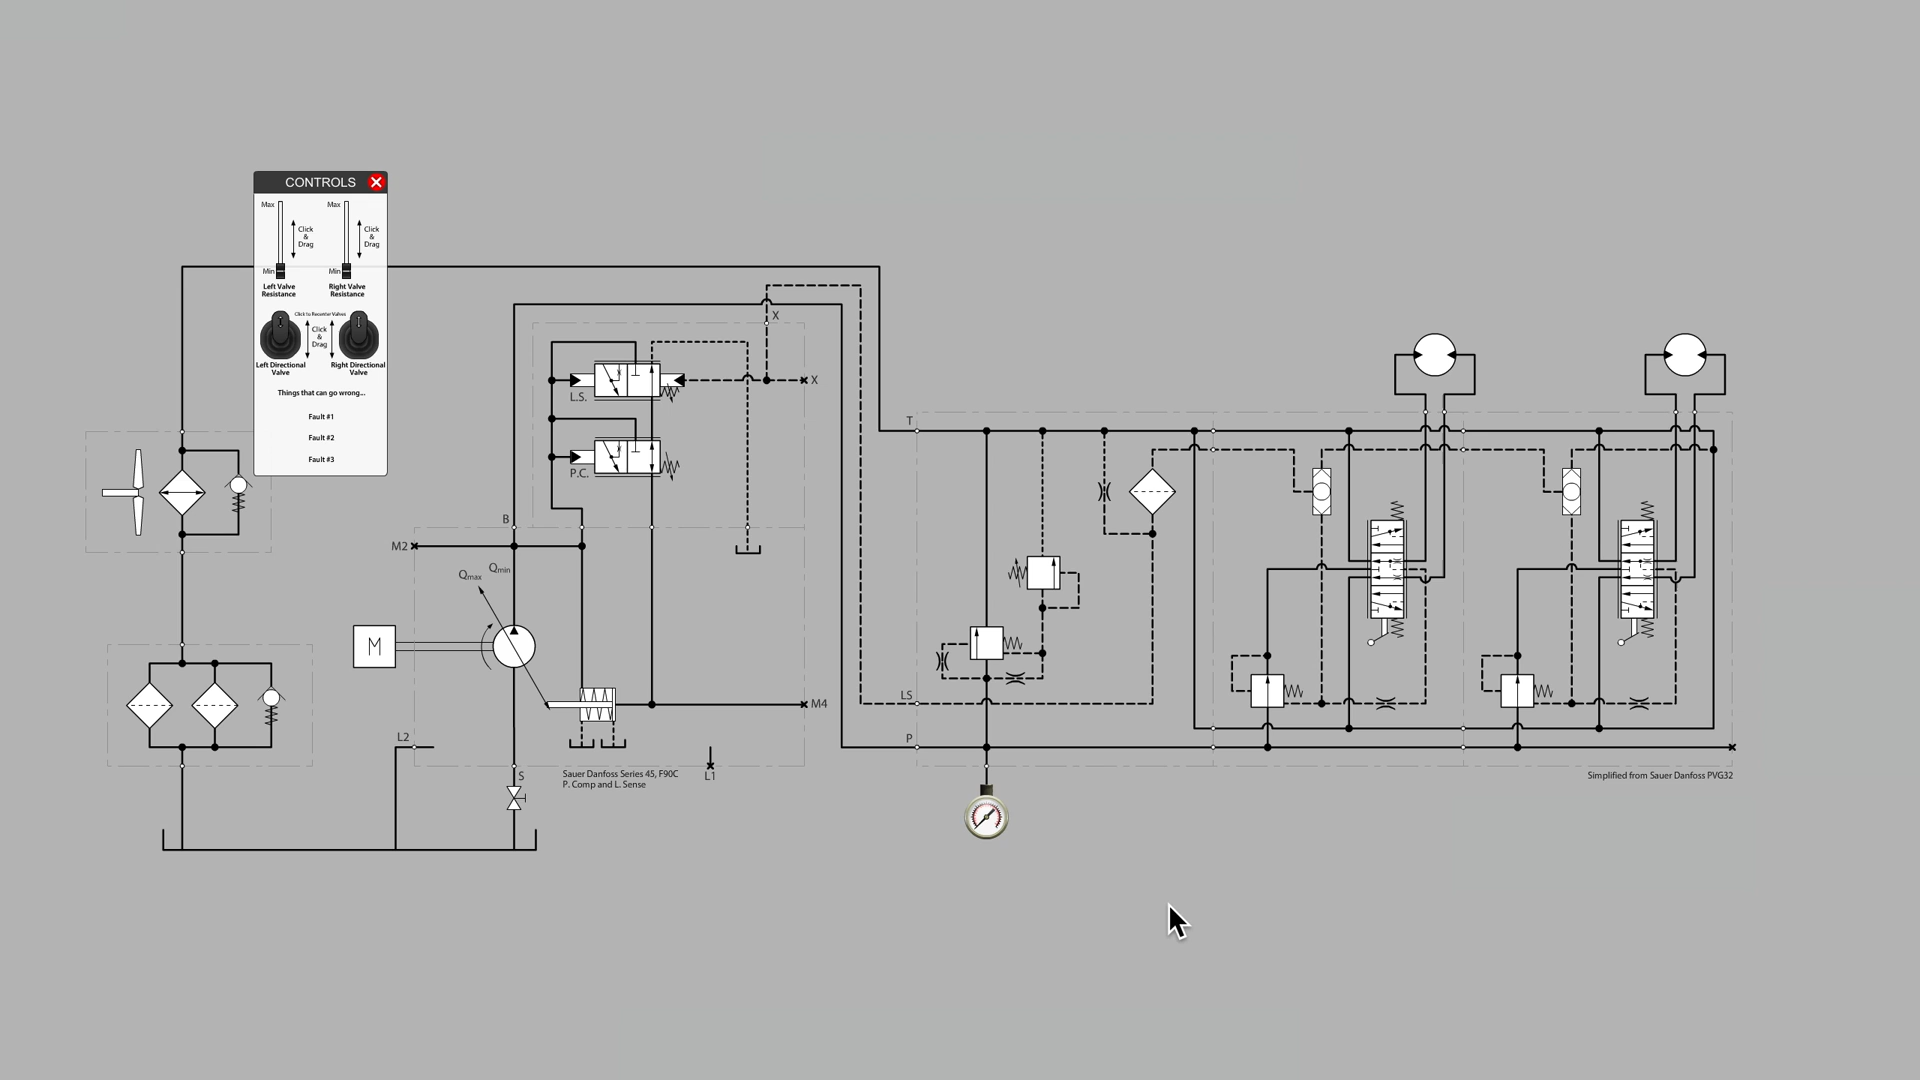 CONTROLS
Max
Max
Click
&
Drag
Click
&
Drag
Min
Min
Left Valve
Resistance
Right Valve
Resistance
Click to Recenter Valves
Click
&
Drag
Left Directional
Valve
Right Directional
Valve
Things that can go wrong...
Fault #1
Fault #2
Fault #3
X
X
L.S.
P.C.
B
M2
Qmax
Qmin
M
M4
L2
S
L1
Sauer Danfoss Series 45, F90C
P. Comp and L. Sense
T
LS
P
Simplified from Sauer Danfoss PVG32